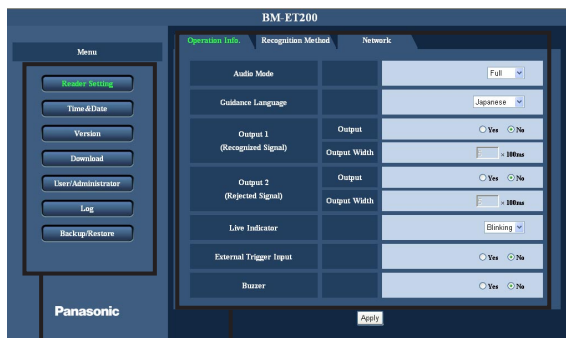 BM-ET200
Menu
Reader Setting
Time&Date
Version
Download
User/Administrator
Log
Backup/Restore
Panasonic
Operation Info. Recognition Method Network
Audio Mode Full
Guidance Language Japanese
Output 1
(Recognized Signal)
Output Yes No
Output Width × 100ms
Output 2
(Rejected Signal)
Output Yes No
Output Width × 100ms
Live Indicator Blinking
External Trigger Input Yes No
Buzzer Yes No
Apply